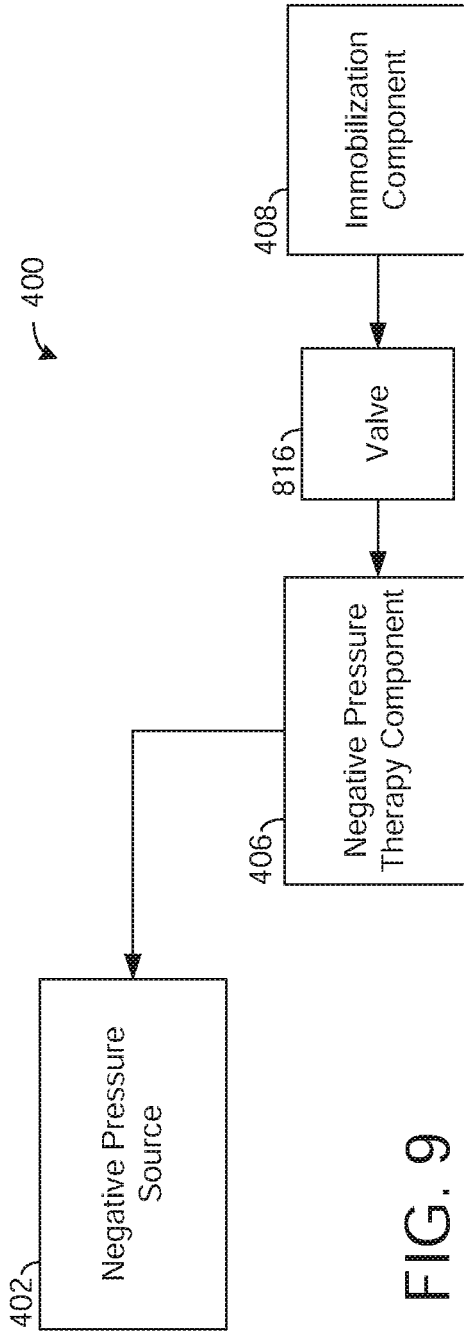 400
402
Negative Pressure
Source
406
Negative Pressure
Therapy Component
816
Valve
408
Immobilization
Component
FIG. 9